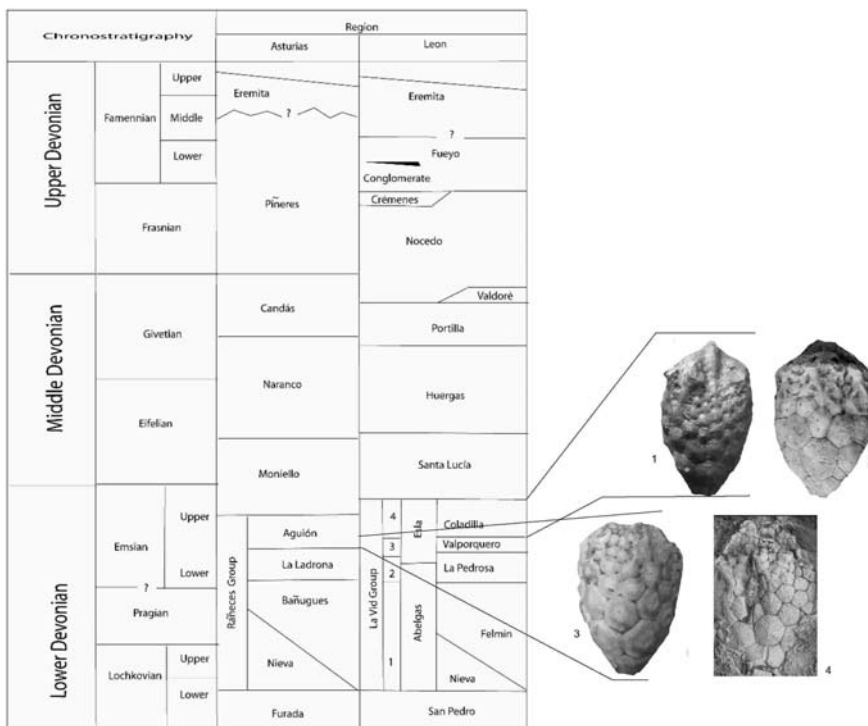 Chronostratigraphy
Region
Asturias
Leon
Upper Devonian
Famennian
Upper
Middle
Lower
Frasnian
Eremita
?
Piñeres
Eremita
?
Fueyo
Conglomerate
Crémenes
Nocedo
Valdoré
Middle Devonian
Givetian
Eifelian
Candás
Naranco
Moniello
Portilla
Huergas
Santa Lucía
Lower Devonian
Emsian
Upper
Lower
?
Pragian
Lochkovian
Upper
Lower
Rañeces Group
Aguión
La Ladrona
Bañugues
Nieva
Furada
La Vid Group
4
3
2
1
Esla
Abelgas
Coladilla
Valporquero
La Pedrosa
Felmin
Nieva
San Pedro
1
3
4